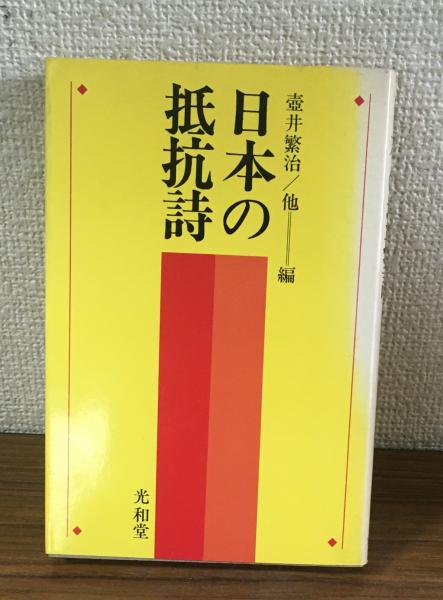 壺井繁治／他＝編
日本の
抵抗詩
光和堂